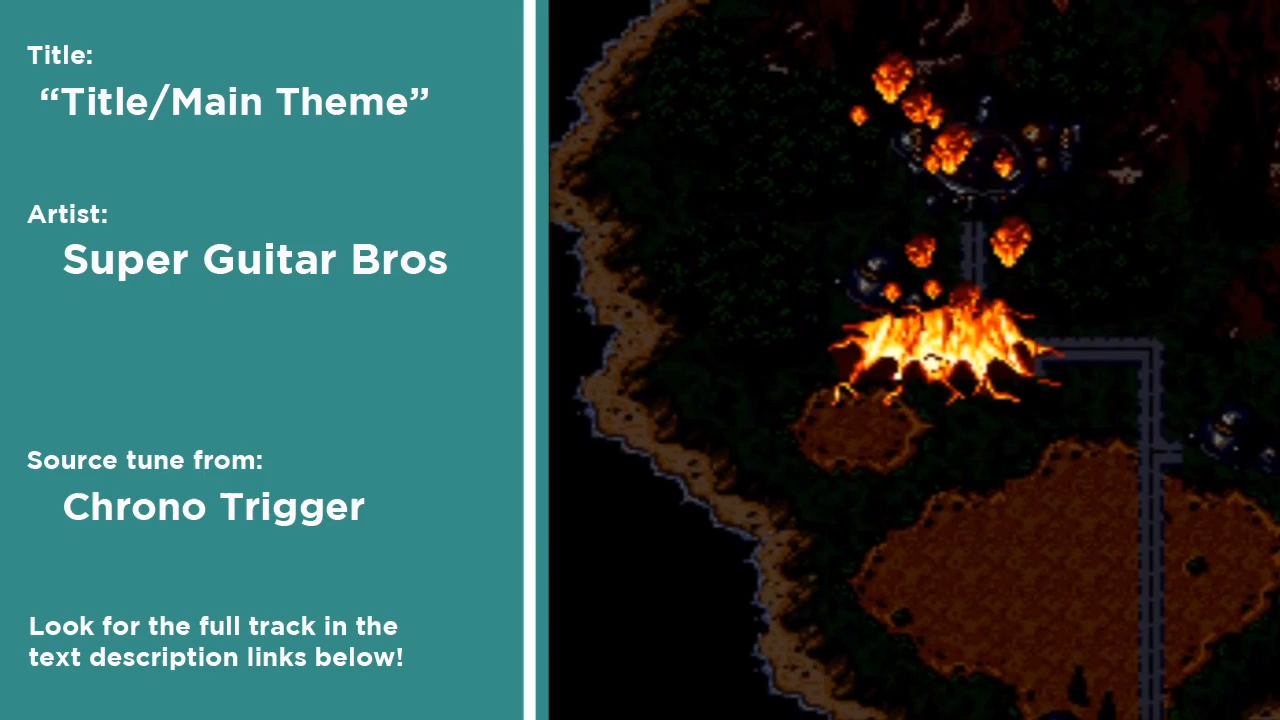 Title:
“Title/Main Theme”
Artist:
Super Guitar Bros
Source tune from:
Chrono Trigger
Look for the full track in the
text description links below!